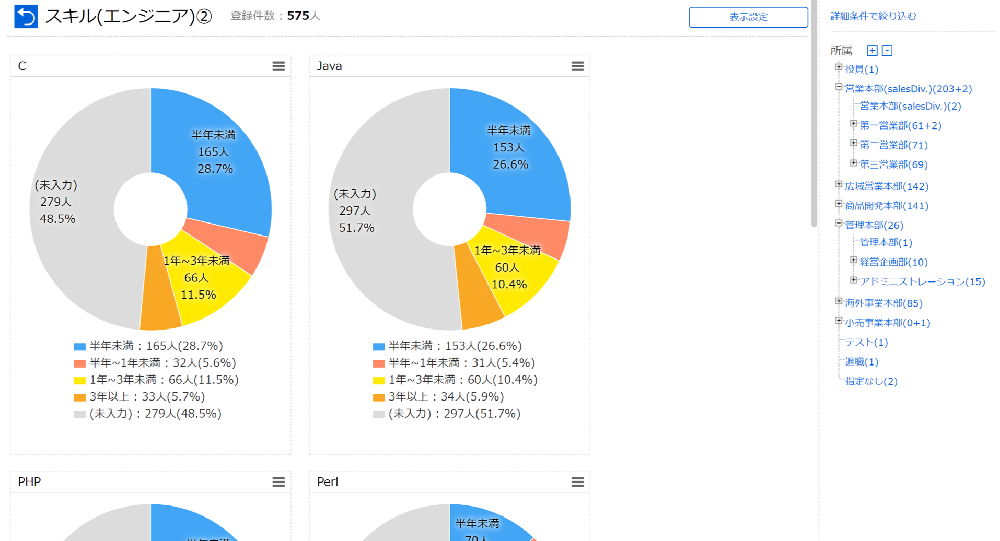 スキル(エンジニア)②
登録件数：575人
表示設定
C
半年未満
165人
28.7%
(未入力)
279人
48.5%
1年~3年未満
66人
11.5%
半年未満：165人(28.7%)
半年~1年未満：32人(5.6%)
1年~3年未満：66人(11.5%)
3年以上：33人(5.7%)
(未入力)：279人(48.5%)
Java
半年未満
153人
26.6%
(未入力)
297人
51.7%
1年~3年未満
60人
10.4%
半年未満：153人(26.6%)
半年~1年未満：31人(5.4%)
1年~3年未満：60人(10.4%)
3年以上：34人(5.9%)
(未入力)：297人(51.7%)
PHP
半年未満
Perl
半年未満
70人
詳細条件で絞り込む
所属 + -
役員(1)
営業本部(salesDiv.)(203+2)
営業本部(salesDiv.)(2)
第一営業部(61+2)
第二営業部(71)
第三営業部(69)
広域営業本部(142)
商品開発本部(141)
管理本部(26)
管理本部(1)
経営企画部(10)
アドミニストレーション(15)
海外事業本部(85)
小売事業本部(0+1)
テスト(1)
退職(1)
指定なし(2)